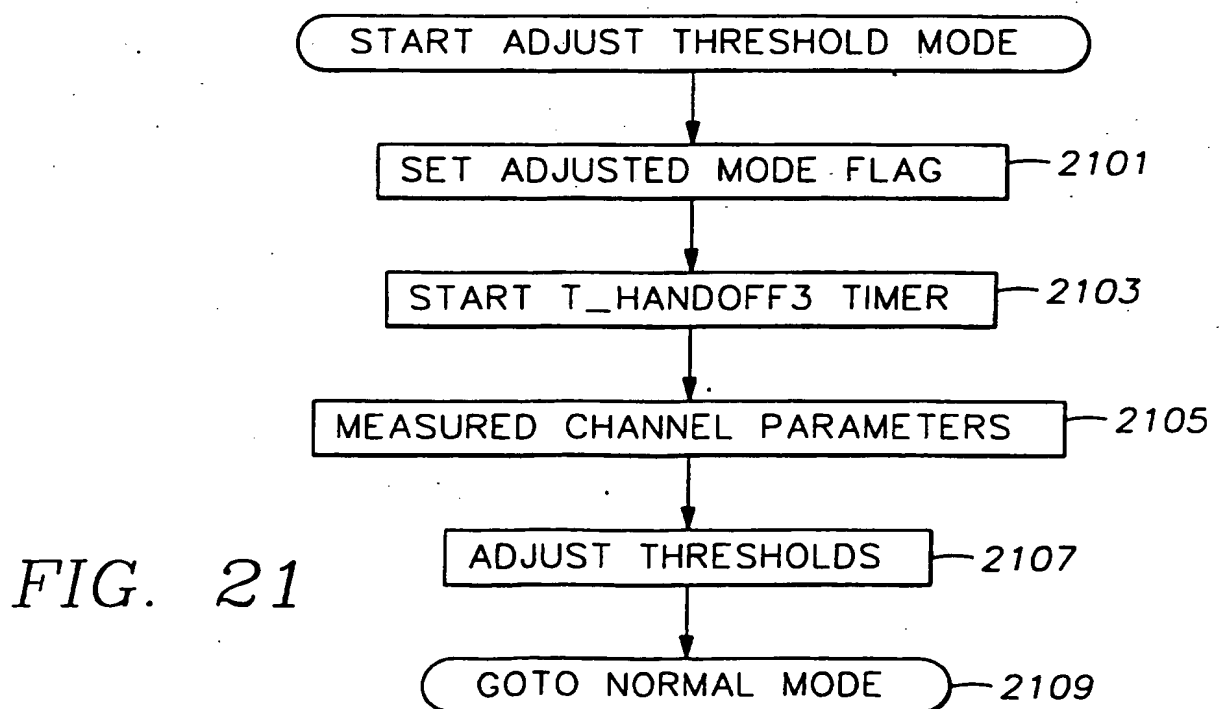 START ADJUST THRESHOLD MODE
SET ADJUSTED MODE FLAG
2101
START T_HANDOFF3 TIMER
2103
MEASURED CHANNEL PARAMETERS
2105
ADJUST THRESHOLDS
2107
FIG. 21
GOTO NORMAL MODE
2109